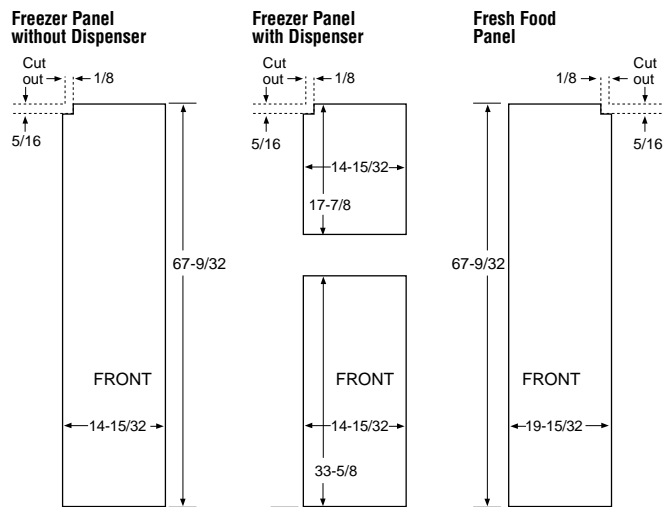 Freezer Panel
without Dispenser
Cut
out
1/8
5/16
67-9/32
FRONT
14-15/32
Freezer Panel
with Dispenser
Cut
out
1/8
5/16
14-15/32
17-7/8
FRONT
14-15/32
33-5/8
Fresh Food
Panel
1/8
Cut
out
5/16
67-9/32
FRONT
19-15/32